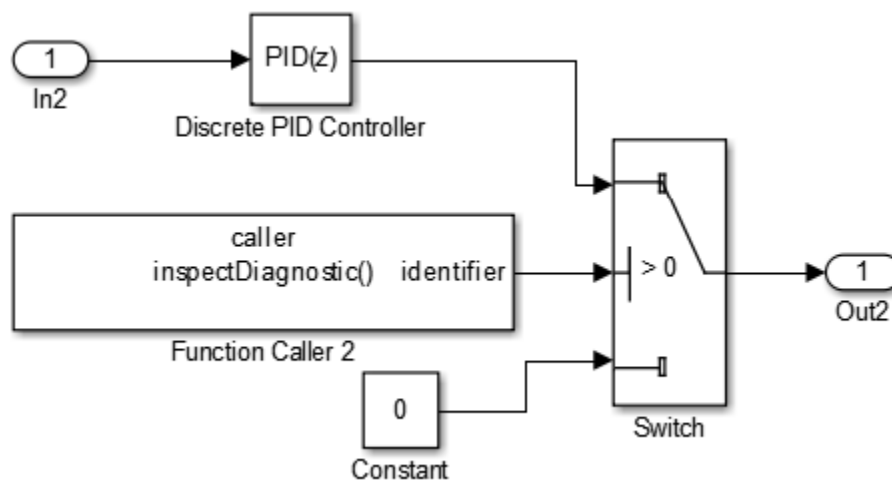 1
In2
PID(z)
Discrete PID Controller
caller
inspectDiagnostic() identifier
Function Caller 2
0
Constant
> 0
Switch
1
Out2